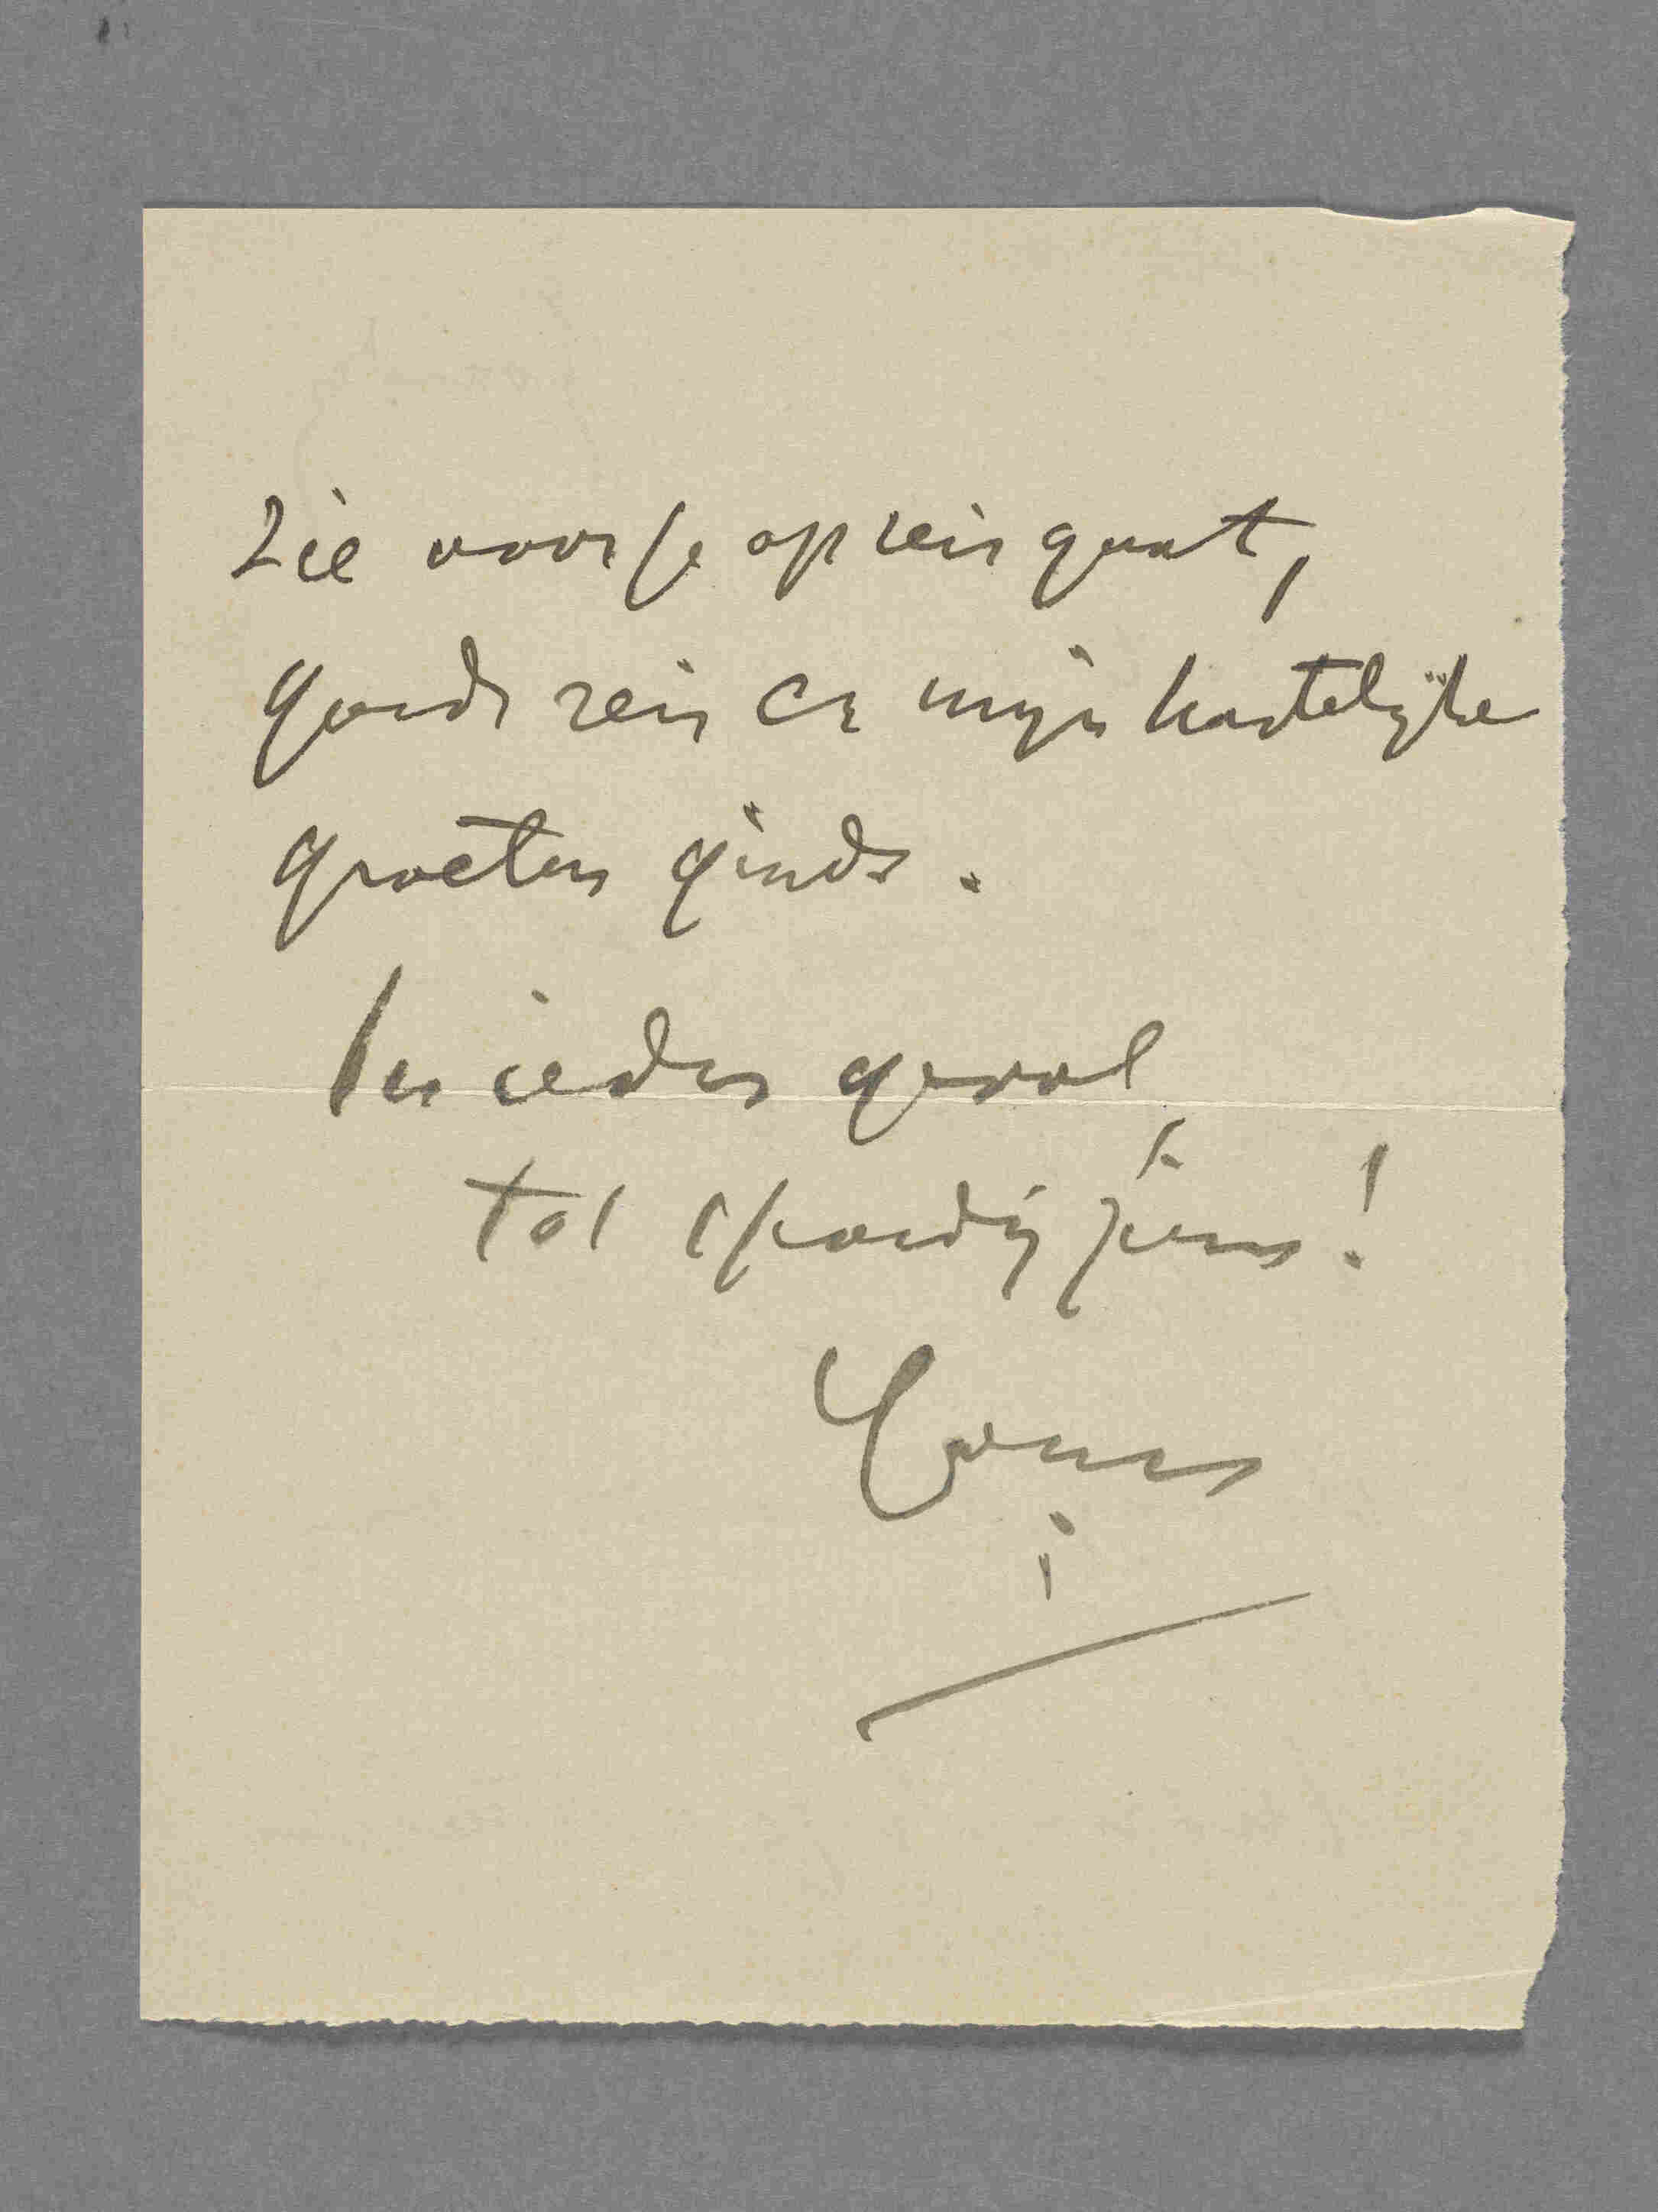 zie voor je op reis gaat,
goede reis en mijn hartelijke
groeten ginds.
In ieder geval
tot spoedig ziens!